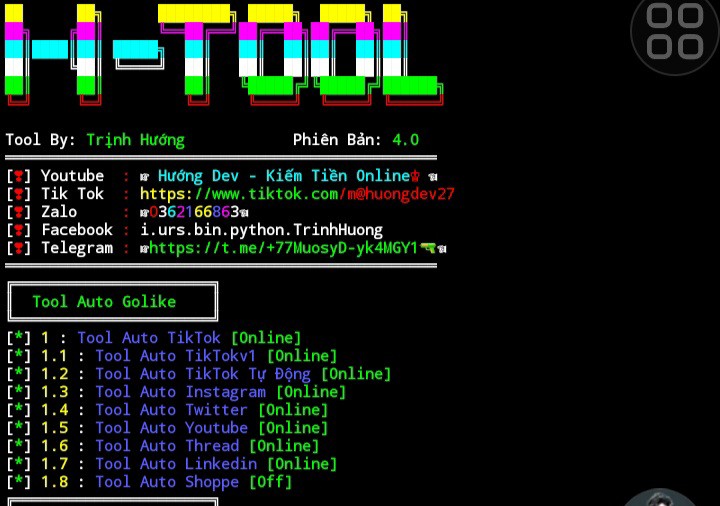 H-TOOL
Tool By: Trịnh Hướng Phiên Bản: 4.0
[❣] Youtube : ☞ Hướng Dev - Kiếm Tiền Online♔ ☜
[❣] Tik Tok : https://www.tiktok.com/m@huongdev27
[❣] Zalo : ☞0362166863☜
[❣] Facebook : i.urs.bin.python.TrinhHuong
[❣] Telegram : ☞https://t.me/+77MuosyD-yk4MGY1🔫☜
Tool Auto Golike
[*] 1 : Tool Auto TikTok [Online]
[*] 1.1 : Tool Auto TikTokv1 [Online]
[*] 1.2 : Tool Auto TikTok Tự Động [Online]
[*] 1.3 : Tool Auto Instagram [Online]
[*] 1.4 : Tool Auto Twitter [Online]
[*] 1.5 : Tool Auto Youtube [Online]
[*] 1.6 : Tool Auto Thread [Online]
[*] 1.7 : Tool Auto Linkedin [Online]
[*] 1.8 : Tool Auto Shoppe [Off]